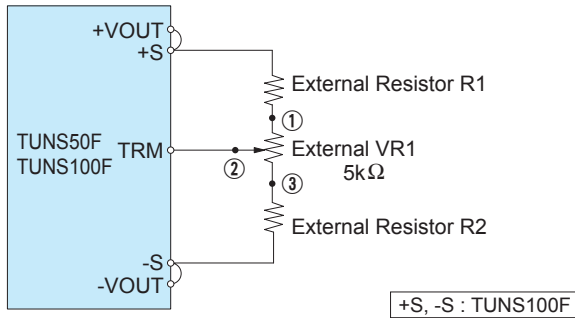 +VOUT
+S
External Resistor R1
①
TUNS50F
TUNS100F
TRM
②
External VR1
5kΩ
③
External Resistor R2
-S
-VOUT
+S, -S : TUNS100F